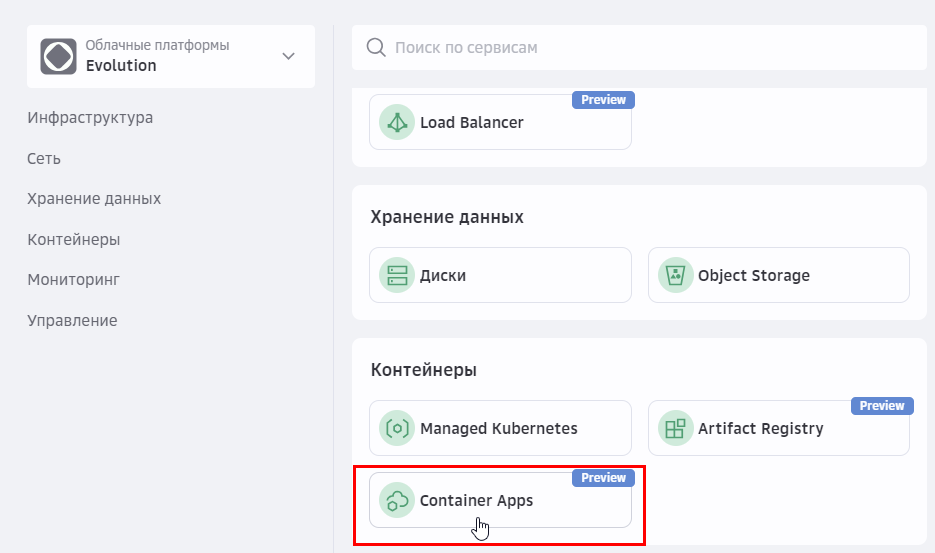 Облачные платформы
Evolution
Инфраструктура
Сеть
Хранение данных
Контейнеры
Мониторинг
Управление
Поиск по сервисам
Preview
Load Balancer
Хранение данных
Диски
Object Storage
Контейнеры
Managed Kubernetes
Preview
Artifact Registry
Preview
Container Apps